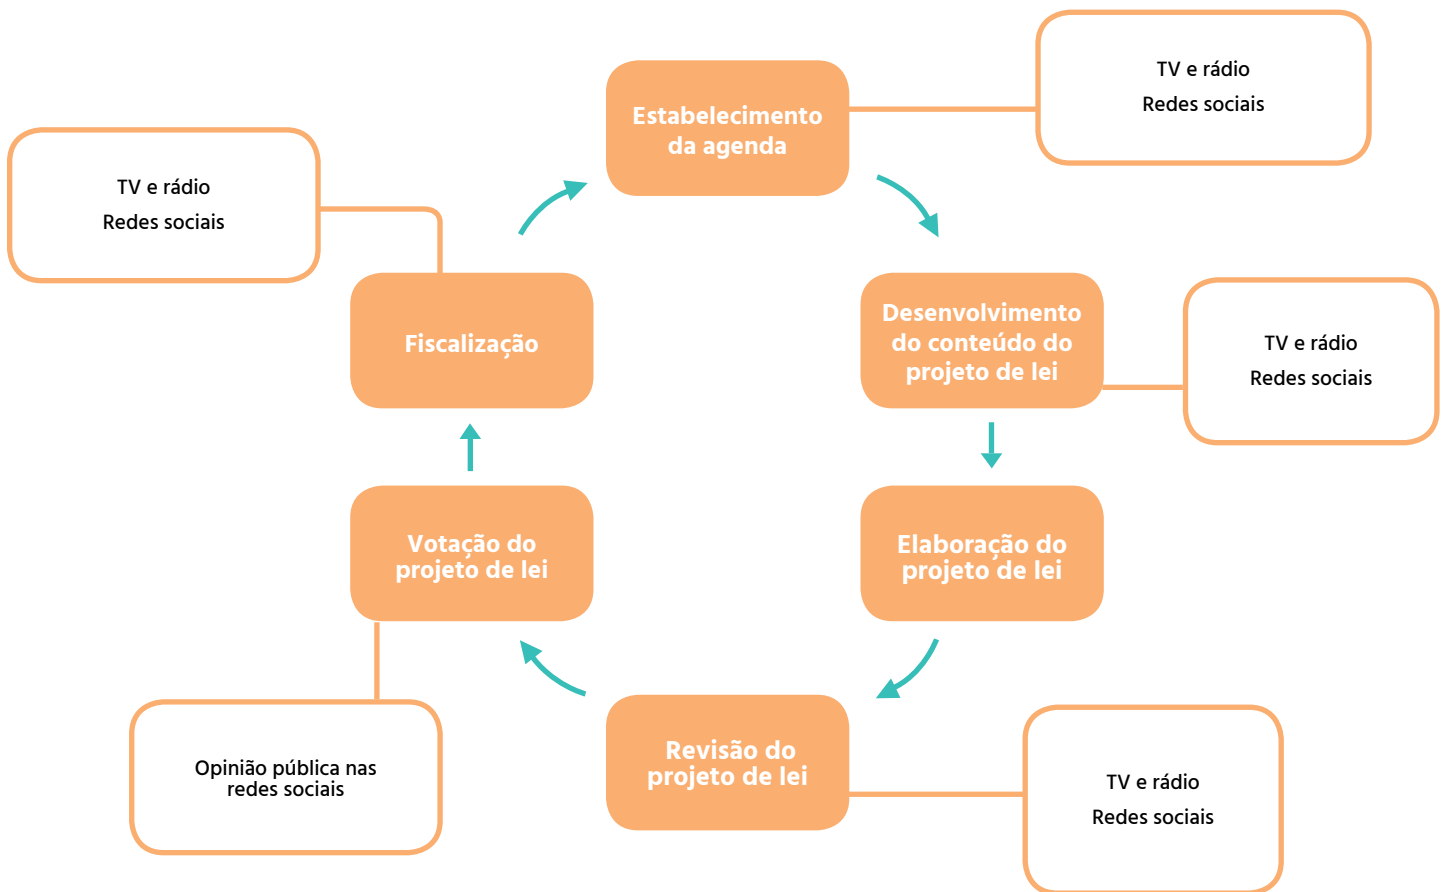 Estabelecimento
da agenda
TV e rádio
Redes sociais
Desenvolvimento
do conteúdo do
projeto de lei
TV e rádio
Redes sociais
Elaboração do
projeto de lei
Revisão do
projeto de lei
TV e rádio
Redes sociais
Votação do
projeto de lei
Opinião pública nas
redes sociais
Fiscalização
TV e rádio
Redes sociais